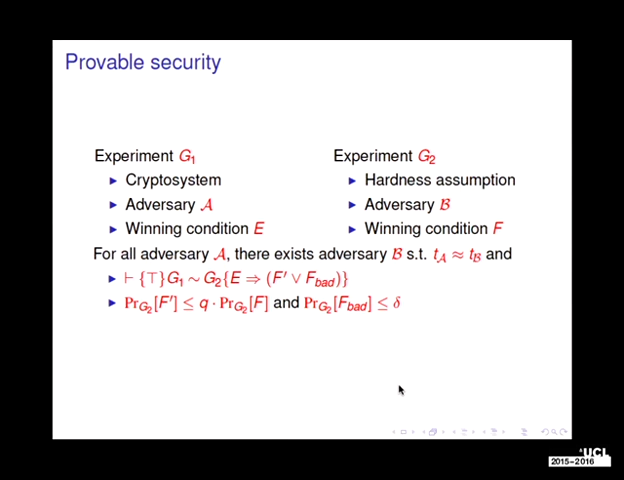 Provable security
Experiment G₁
▸ Cryptosystem
▸ Adversary 𝒜
▸ Winning condition E
Experiment G₂
▸ Hardness assumption
▸ Adversary ℬ
▸ Winning condition F
For all adversary 𝒜, there exists adversary ℬ s.t. t_𝒜 ≈ t_ℬ and
▸ ⊢ {⊤}G₁ ∼ G₂{E ⇒ (F′ ∨ F_bad)}
▸ Pr_G₂[F′] ≤ q · Pr_G₂[F] and Pr_G₂[F_bad] ≤ δ
UCL
2015–2016